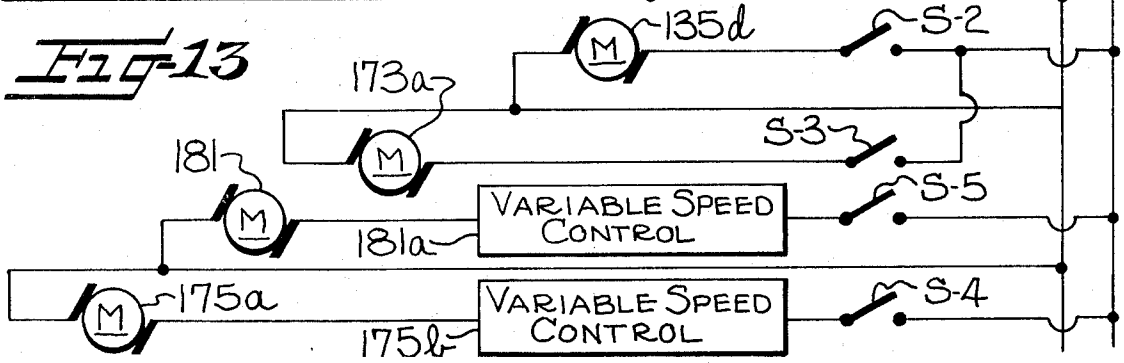 Fig-13
135d
S-2
173a
M
S-3
M
181
M
VARIABLE SPEED
CONTROL
S-5
181a
175a
M
VARIABLE SPEED
CONTROL
S-4
175b